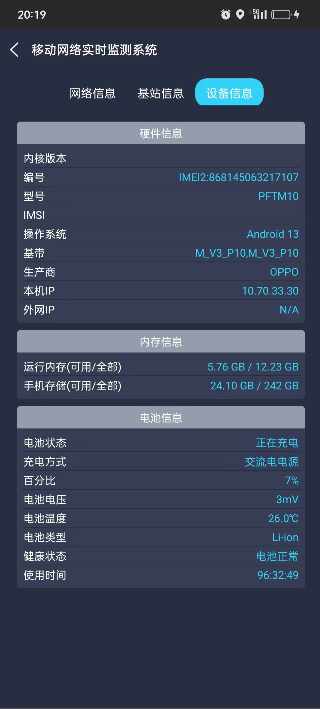 20:19
5G
移动网络实时监测系统
网络信息 基站信息 设备信息
硬件信息
内核版本
编号 IMEI2:868145063217107
型号 PFTM10
IMSI
操作系统 Android 13
基带 M_V3_P10,M_V3_P10
生产商 OPPO
本机IP 10.70.33.30
外网IP N/A
内存信息
运行内存(可用/全部) 5.76 GB / 12.23 GB
手机存储(可用/全部) 24.10 GB / 242 GB
电池信息
电池状态 正在充电
充电方式 交流电电源
百分比 7%
电池电压 3mV
电池温度 26.0℃
电池类型 Li-ion
健康状态 电池正常
使用时间 96:32:49